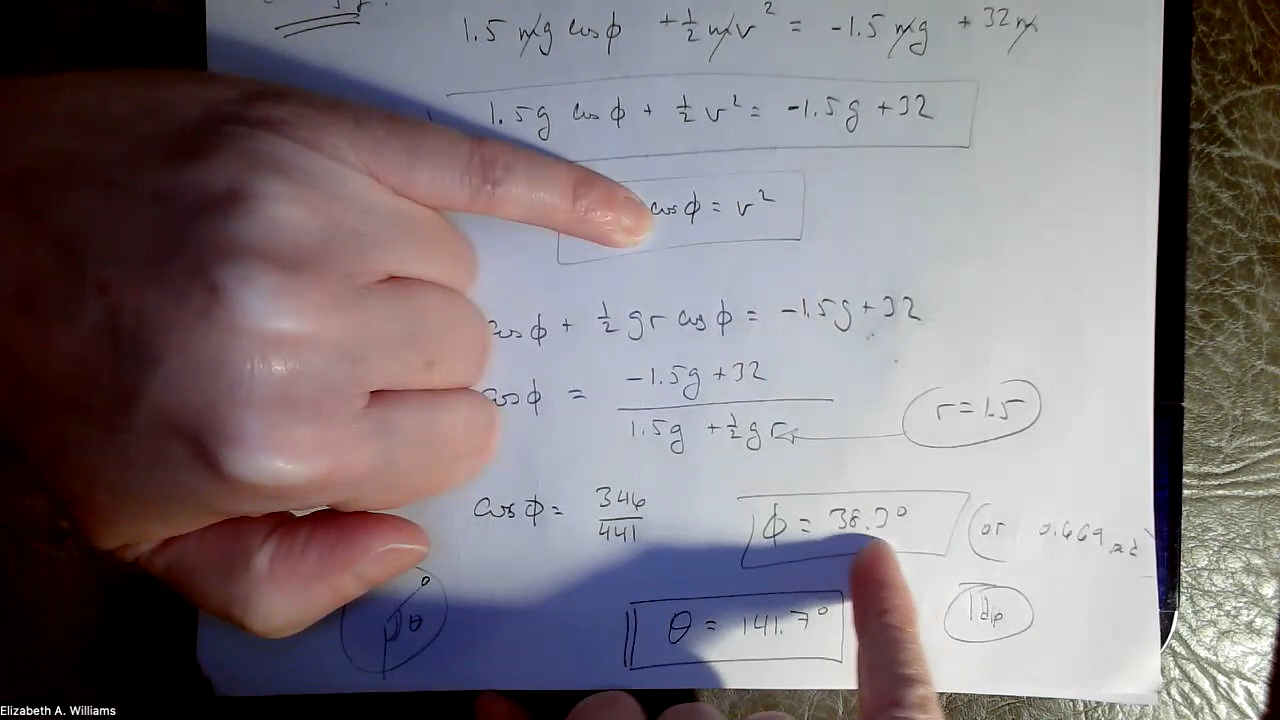 1.5 mg cos ϕ + ½ mv² = -1.5 mg + 32m
1.5g cos ϕ + ½ v² = -1.5g + 32
cos ϕ = v²
cos ϕ + ½ gr cos ϕ = -1.5g + 32
cos ϕ = (-1.5g + 32) / (1.5g + ½ gr)
r = 1.5
cos ϕ = 346/441
ϕ = 38.3° (or 0.669 rad)
θ
θ = 141.7°
1dp
Elizabeth A. Williams